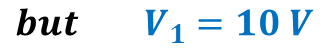 but V₁ = 10 V